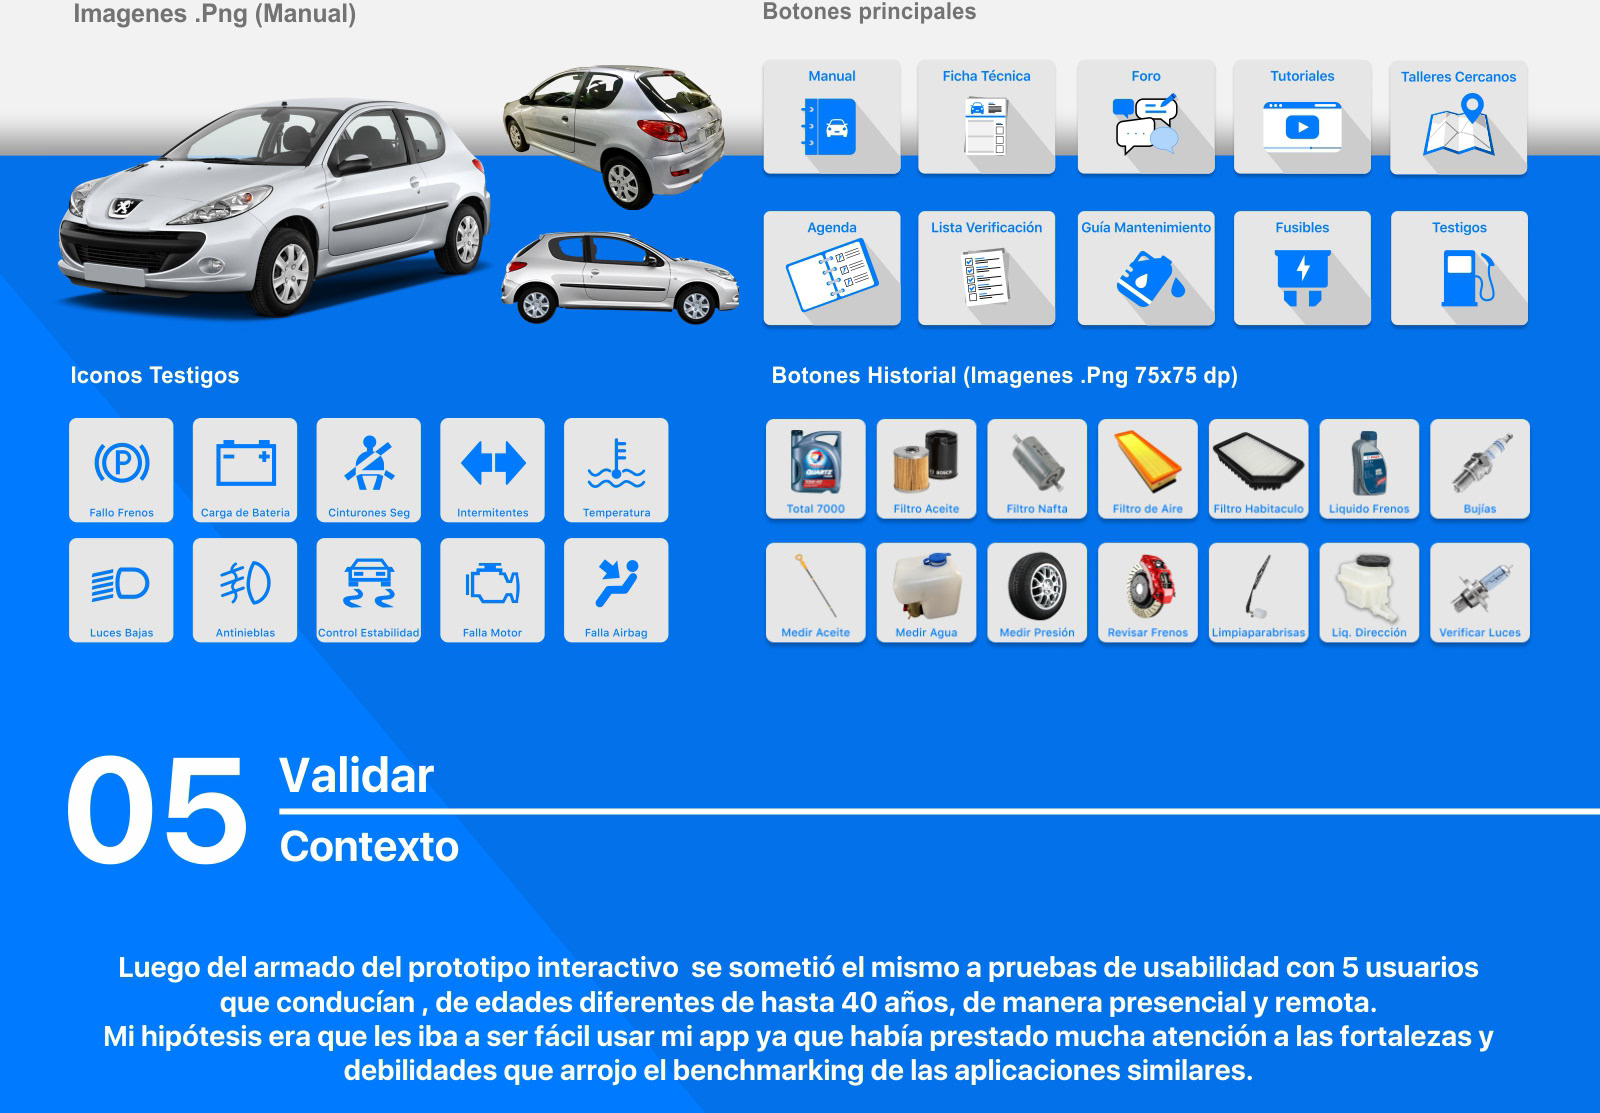 Imagenes .Png (Manual)
Botones principales
Manual
Ficha Técnica
Foro
Tutoriales
Talleres Cercanos
Agenda
Lista Verificación
Guía Mantenimiento
Fusibles
Testigos
Iconos Testigos
Fallo Frenos
Carga de Bateria
Cinturones Seg
Intermitentes
Temperatura
Luces Bajas
Antinieblas
Control Estabilidad
Falla Motor
Falla Airbag
Botones Historial (Imagenes .Png 75x75 dp)
QUARTZ
BOSCH
Total 7000
Filtro Aceite
Filtro Nafta
Filtro de Aire
Filtro Habitaculo
Liquido Frenos
Bujías
Medir Aceite
Medir Agua
Medir Presión
Revisar Frenos
Limpiaparabrisas
Liq. Dirección
Verificar Luces
05
Validar
Contexto
Luego del armado del prototipo interactivo  se sometió el mismo a pruebas de usabilidad con 5 usuarios
que conducían , de edades diferentes de hasta 40 años, de manera presencial y remota.
Mi hipótesis era que les iba a ser fácil usar mi app ya que había prestado mucha atención a las fortalezas y
debilidades que arrojo el benchmarking de las aplicaciones similares.